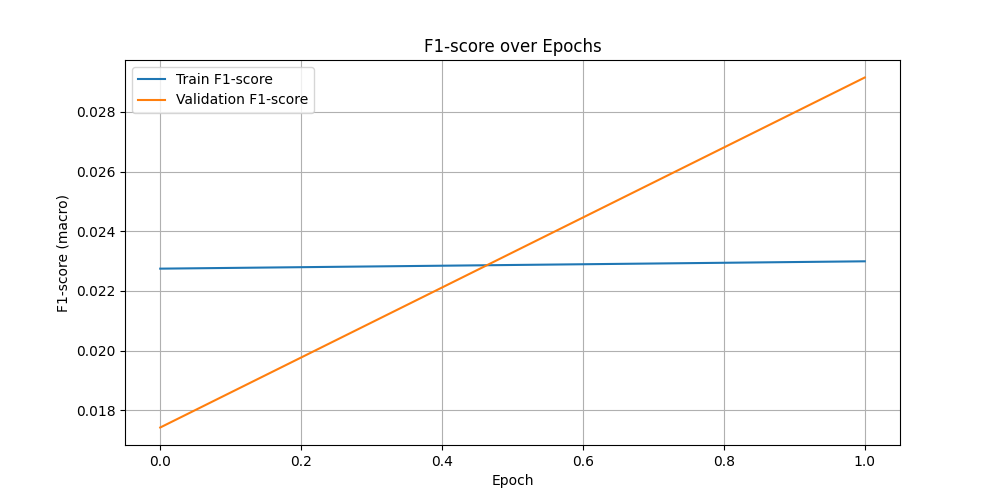 F1-score over Epochs
Train F1-score
Validation F1-score
0.028
0.026
0.024
0.022
0.020
0.018
F1-score (macro)
0.0 0.2 0.4 0.6 0.8 1.0
Epoch